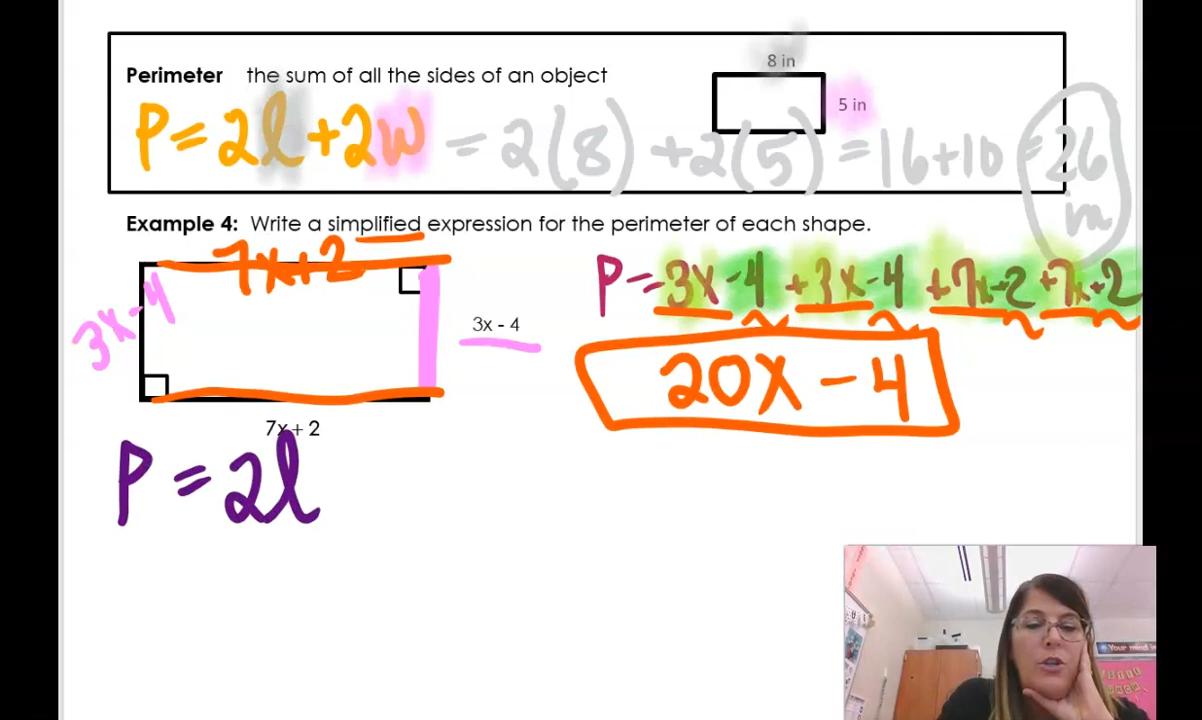 8 in
Perimeter the sum of all the sides of an object
5 in
P = 2l + 2w = 2(8) + 2(5) = 16 + 10 = 26 in
Example 4: Write a simplified expression for the perimeter of each shape.
7x+2
P = 3x - 4 + 3x - 4 + 7x + 2 + 7x + 2
3x - 4
3x - 4
20x - 4
7x + 2
P = 2l
Your mind